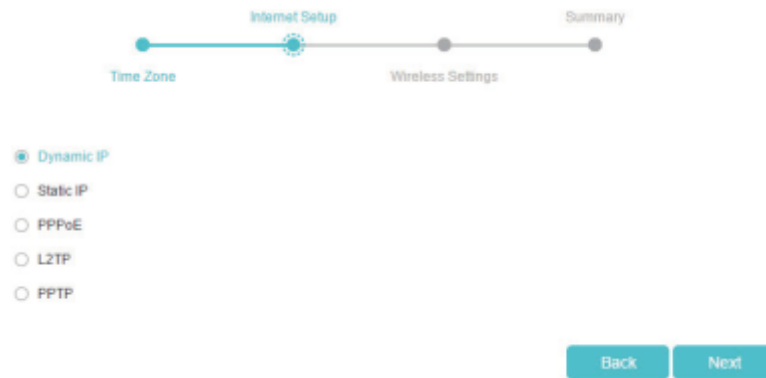 Internet Setup
Summary
Time Zone
Wireless Settings
Dynamic IP
Static IP
PPPoE
L2TP
PPTP
Back
Next